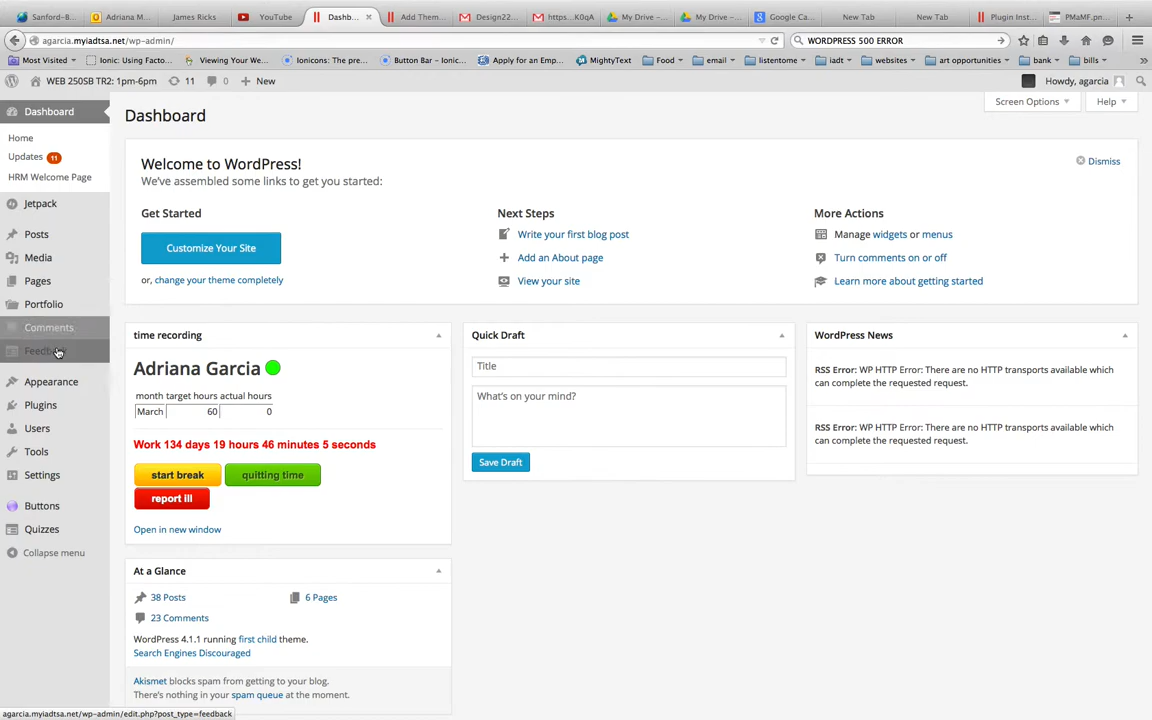 Sanford-B...
Adriana M...
James Ricks
YouTube
Dashb...
Add Them...
Design22...
https...K0qA
My Drive -...
My Drive -...
Google Ca...
New Tab
New Tab
Plugin Inst...
PMaMF.pn...
agarcia.myiadtsa.net/wp-admin/
WORDPRESS 500 ERROR
Most Visited
Ionic: Using Facto...
Viewing Your We...
Ionicons: The pre...
Button Bar - Ionic...
Apply for an Emp...
MightyText
Food
email
listentome
iadt
websites
art opportunities
bank
bills
WEB 250SB TR2: 1pm-6pm
11
0
New
Howdy, agarcia
Dashboard
Home
Updates 11
HRM Welcome Page
Jetpack
Posts
Media
Pages
Portfolio
Comments
Feedback
Appearance
Plugins
Users
Tools
Settings
Buttons
Quizzes
Collapse menu
Dashboard
Screen Options
Help
Welcome to WordPress!
We've assembled some links to get you started:
Dismiss
Get Started
Customize Your Site
or, change your theme completely
Next Steps
Write your first blog post
Add an About page
View your site
More Actions
Manage widgets or menus
Turn comments on or off
Learn more about getting started
time recording
Adriana Garcia
month target hours actual hours
March 60 0
Work 134 days 19 hours 46 minutes 5 seconds
start break
quitting time
report ill
Open in new window
At a Glance
38 Posts
6 Pages
23 Comments
WordPress 4.1.1 running first child theme.
Search Engines Discouraged
Akismet blocks spam from getting to your blog.
There's nothing in your spam queue at the moment.
Quick Draft
Title
What's on your mind?
Save Draft
WordPress News
RSS Error: WP HTTP Error: There are no HTTP transports available which
can complete the requested request.
RSS Error: WP HTTP Error: There are no HTTP transports available which
can complete the requested request.
agarcia.myiadtsa.net/wp-admin/edit.php?post_type=feedback